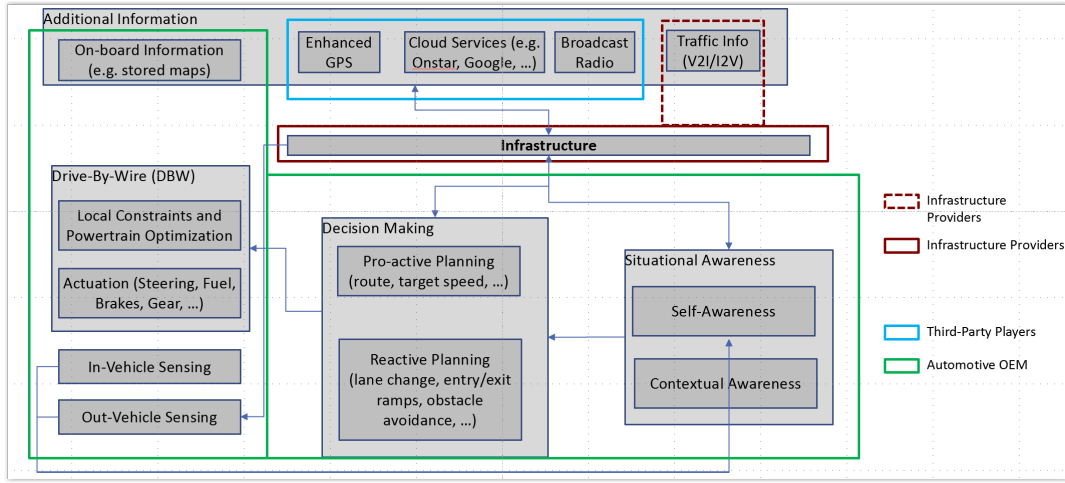 Additional Information
On-board Information
(e.g. stored maps)
Enhanced
GPS
Cloud Services (e.g.
Onstar, Google, ...)
Broadcast
Radio
Traffic Info
(V2I/I2V)
Infrastructure
Drive-By-Wire (DBW)
Local Constraints and
Powertrain Optimization
Actuation (Steering, Fuel,
Brakes, Gear, ...)
In-Vehicle Sensing
Out-Vehicle Sensing
Decision Making
Pro-active Planning
(route, target speed, ...)
Reactive Planning
(lane change, entry/exit
ramps, obstacle
avoidance, ...)
Situational Awareness
Self-Awareness
Contextual Awareness
Infrastructure
Providers
Infrastructure Providers
Third-Party Players
Automotive OEM